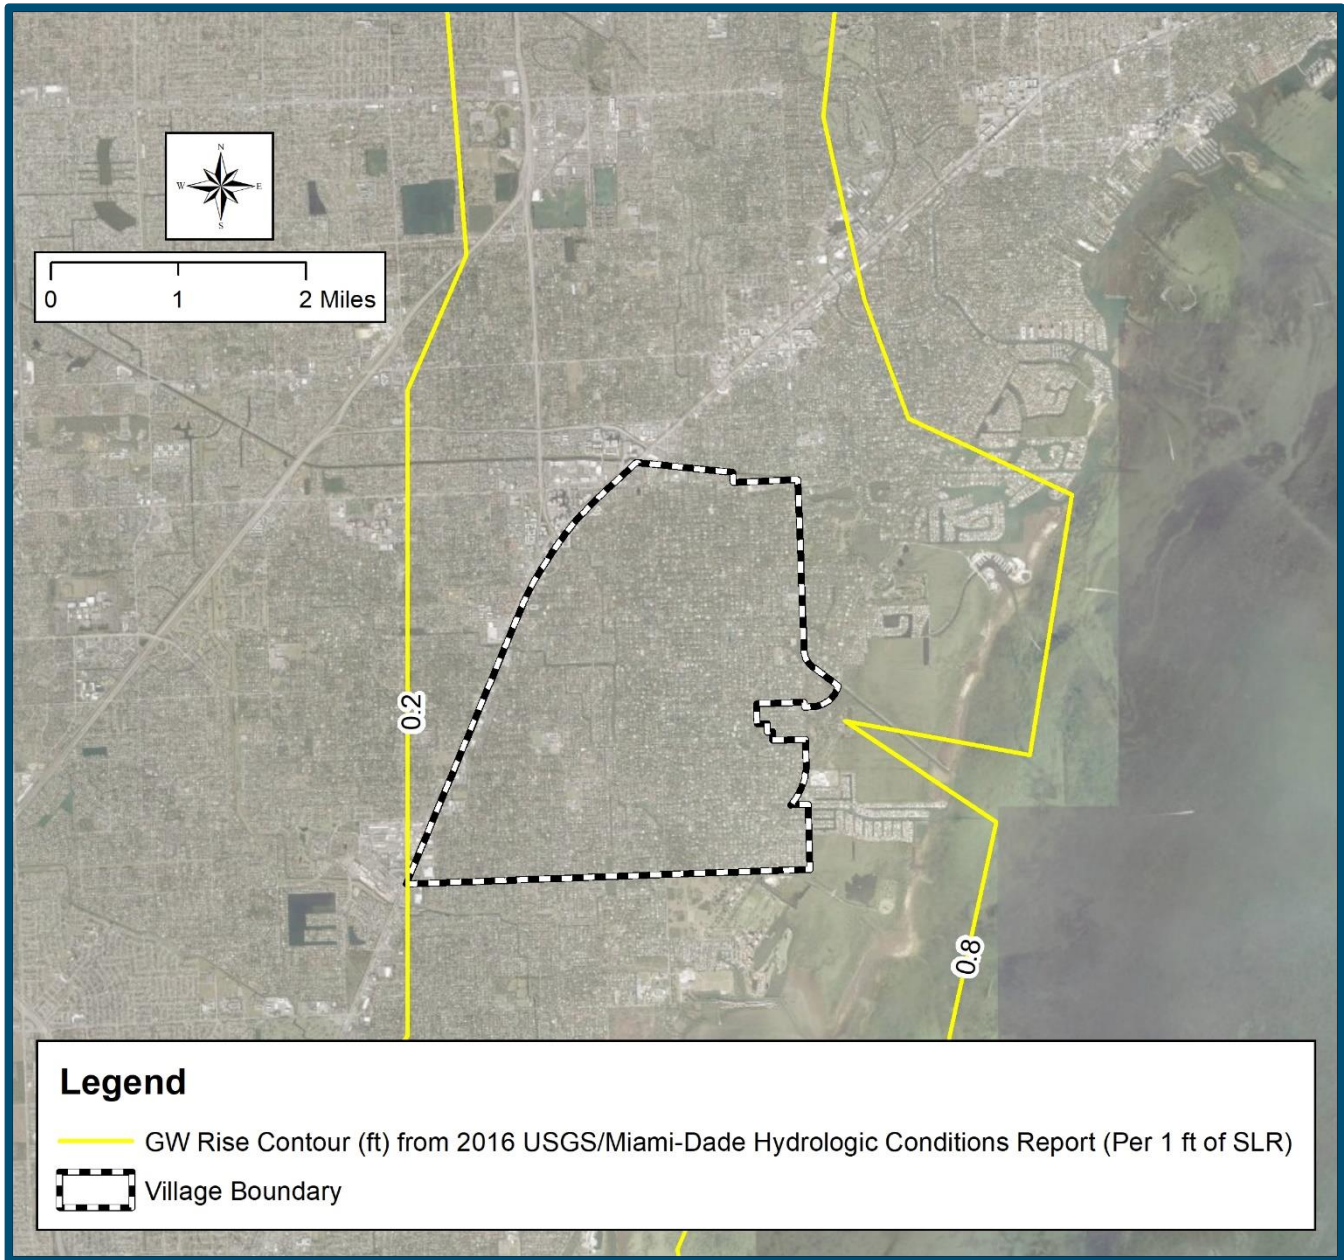 N
W E
S
0 1 2 Miles
0.2
0.8
Legend
GW Rise Contour (ft) from 2016 USGS/Miami-Dade Hydrologic Conditions Report (Per 1 ft of SLR)
Village Boundary